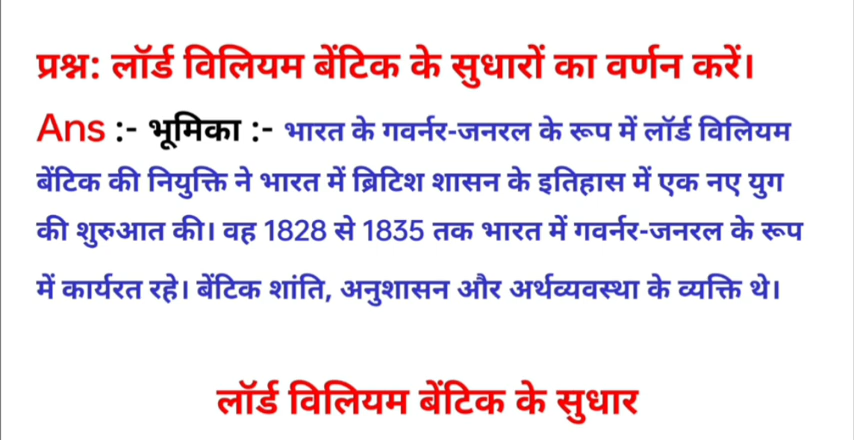 प्रश्न: लॉर्ड विलियम बेंटिक के सुधारों का वर्णन करें।
Ans :- भूमिका :- भारत के गवर्नर-जनरल के रूप में लॉर्ड विलियम
बेंटिक की नियुक्ति ने भारत में ब्रिटिश शासन के इतिहास में एक नए युग
की शुरुआत की। वह 1828 से 1835 तक भारत में गवर्नर-जनरल के रूप
में कार्यरत रहे। बेंटिक शांति, अनुशासन और अर्थव्यवस्था के व्यक्ति थे।
लॉर्ड विलियम बेंटिक के सुधार